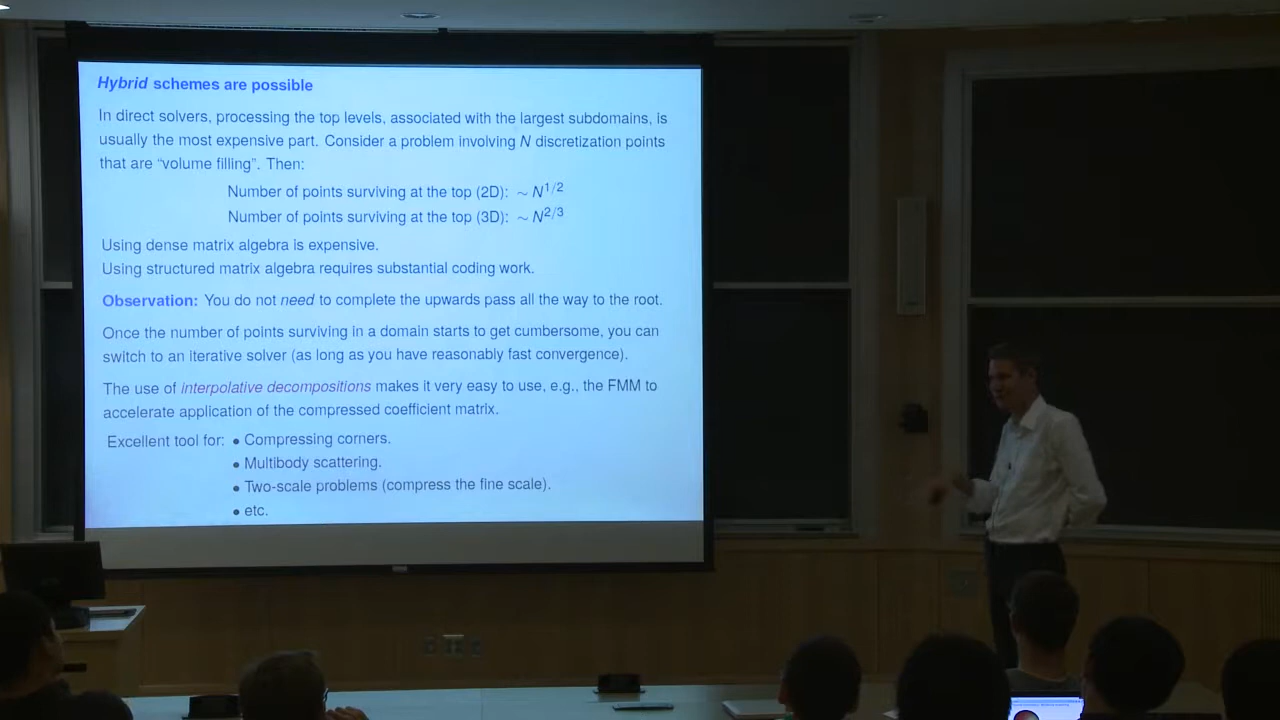 Hybrid schemes are possible
In direct solvers, processing the top levels, associated with the largest subdomains, is
usually the most expensive part. Consider a problem involving N discretization points
that are “volume filling”. Then:
Number of points surviving at the top (2D): ∼ N^{1/2}
Number of points surviving at the top (3D): ∼ N^{2/3}
Using dense matrix algebra is expensive.
Using structured matrix algebra requires substantial coding work.
Observation: You do not need to complete the upwards pass all the way to the root.
Once the number of points surviving in a domain starts to get cumbersome, you can
switch to an iterative solver (as long as you have reasonably fast convergence).
The use of interpolative decompositions makes it very easy to use, e.g., the FMM to
accelerate application of the compressed coefficient matrix.
Excellent tool for: • Compressing corners.
• Multibody scattering.
• Two-scale problems (compress the fine scale).
• etc.